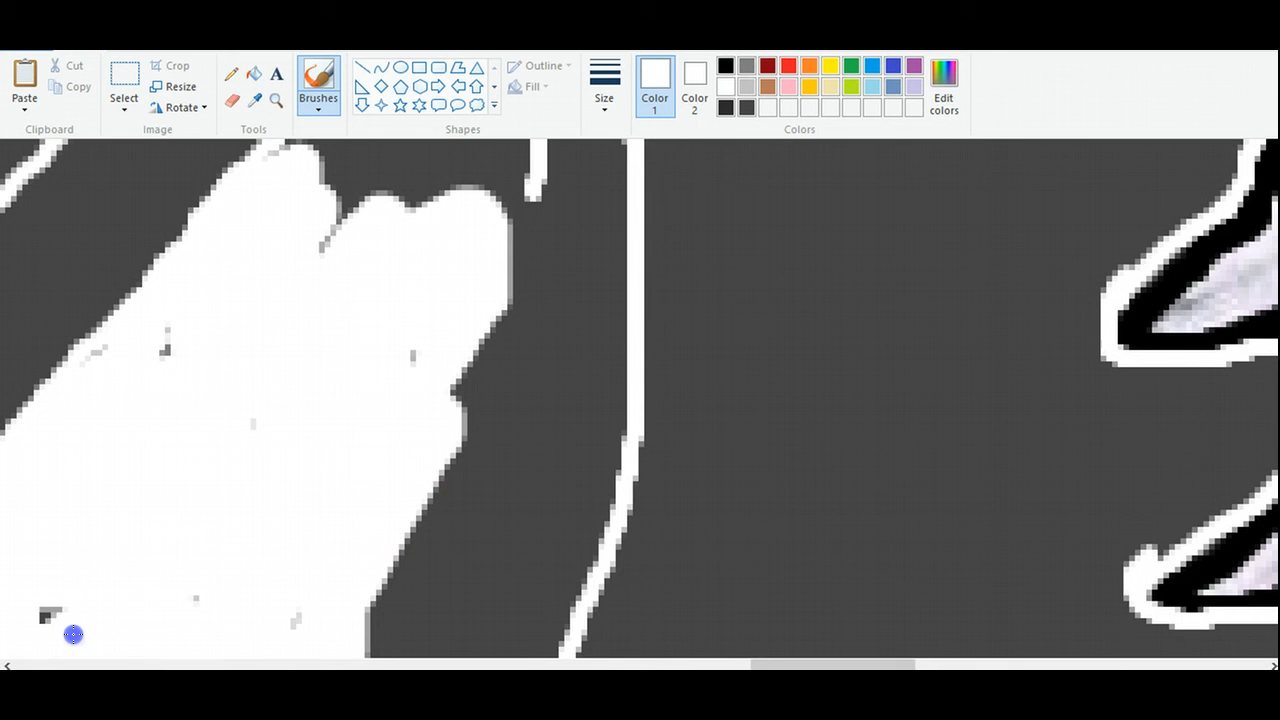 Paste
Cut
Copy
Clipboard
Select
Crop
Resize
Rotate
Image
A
Tools
Brushes
Outline
Fill
Shapes
Size
Color 1
Color 2
Edit colors
Colors